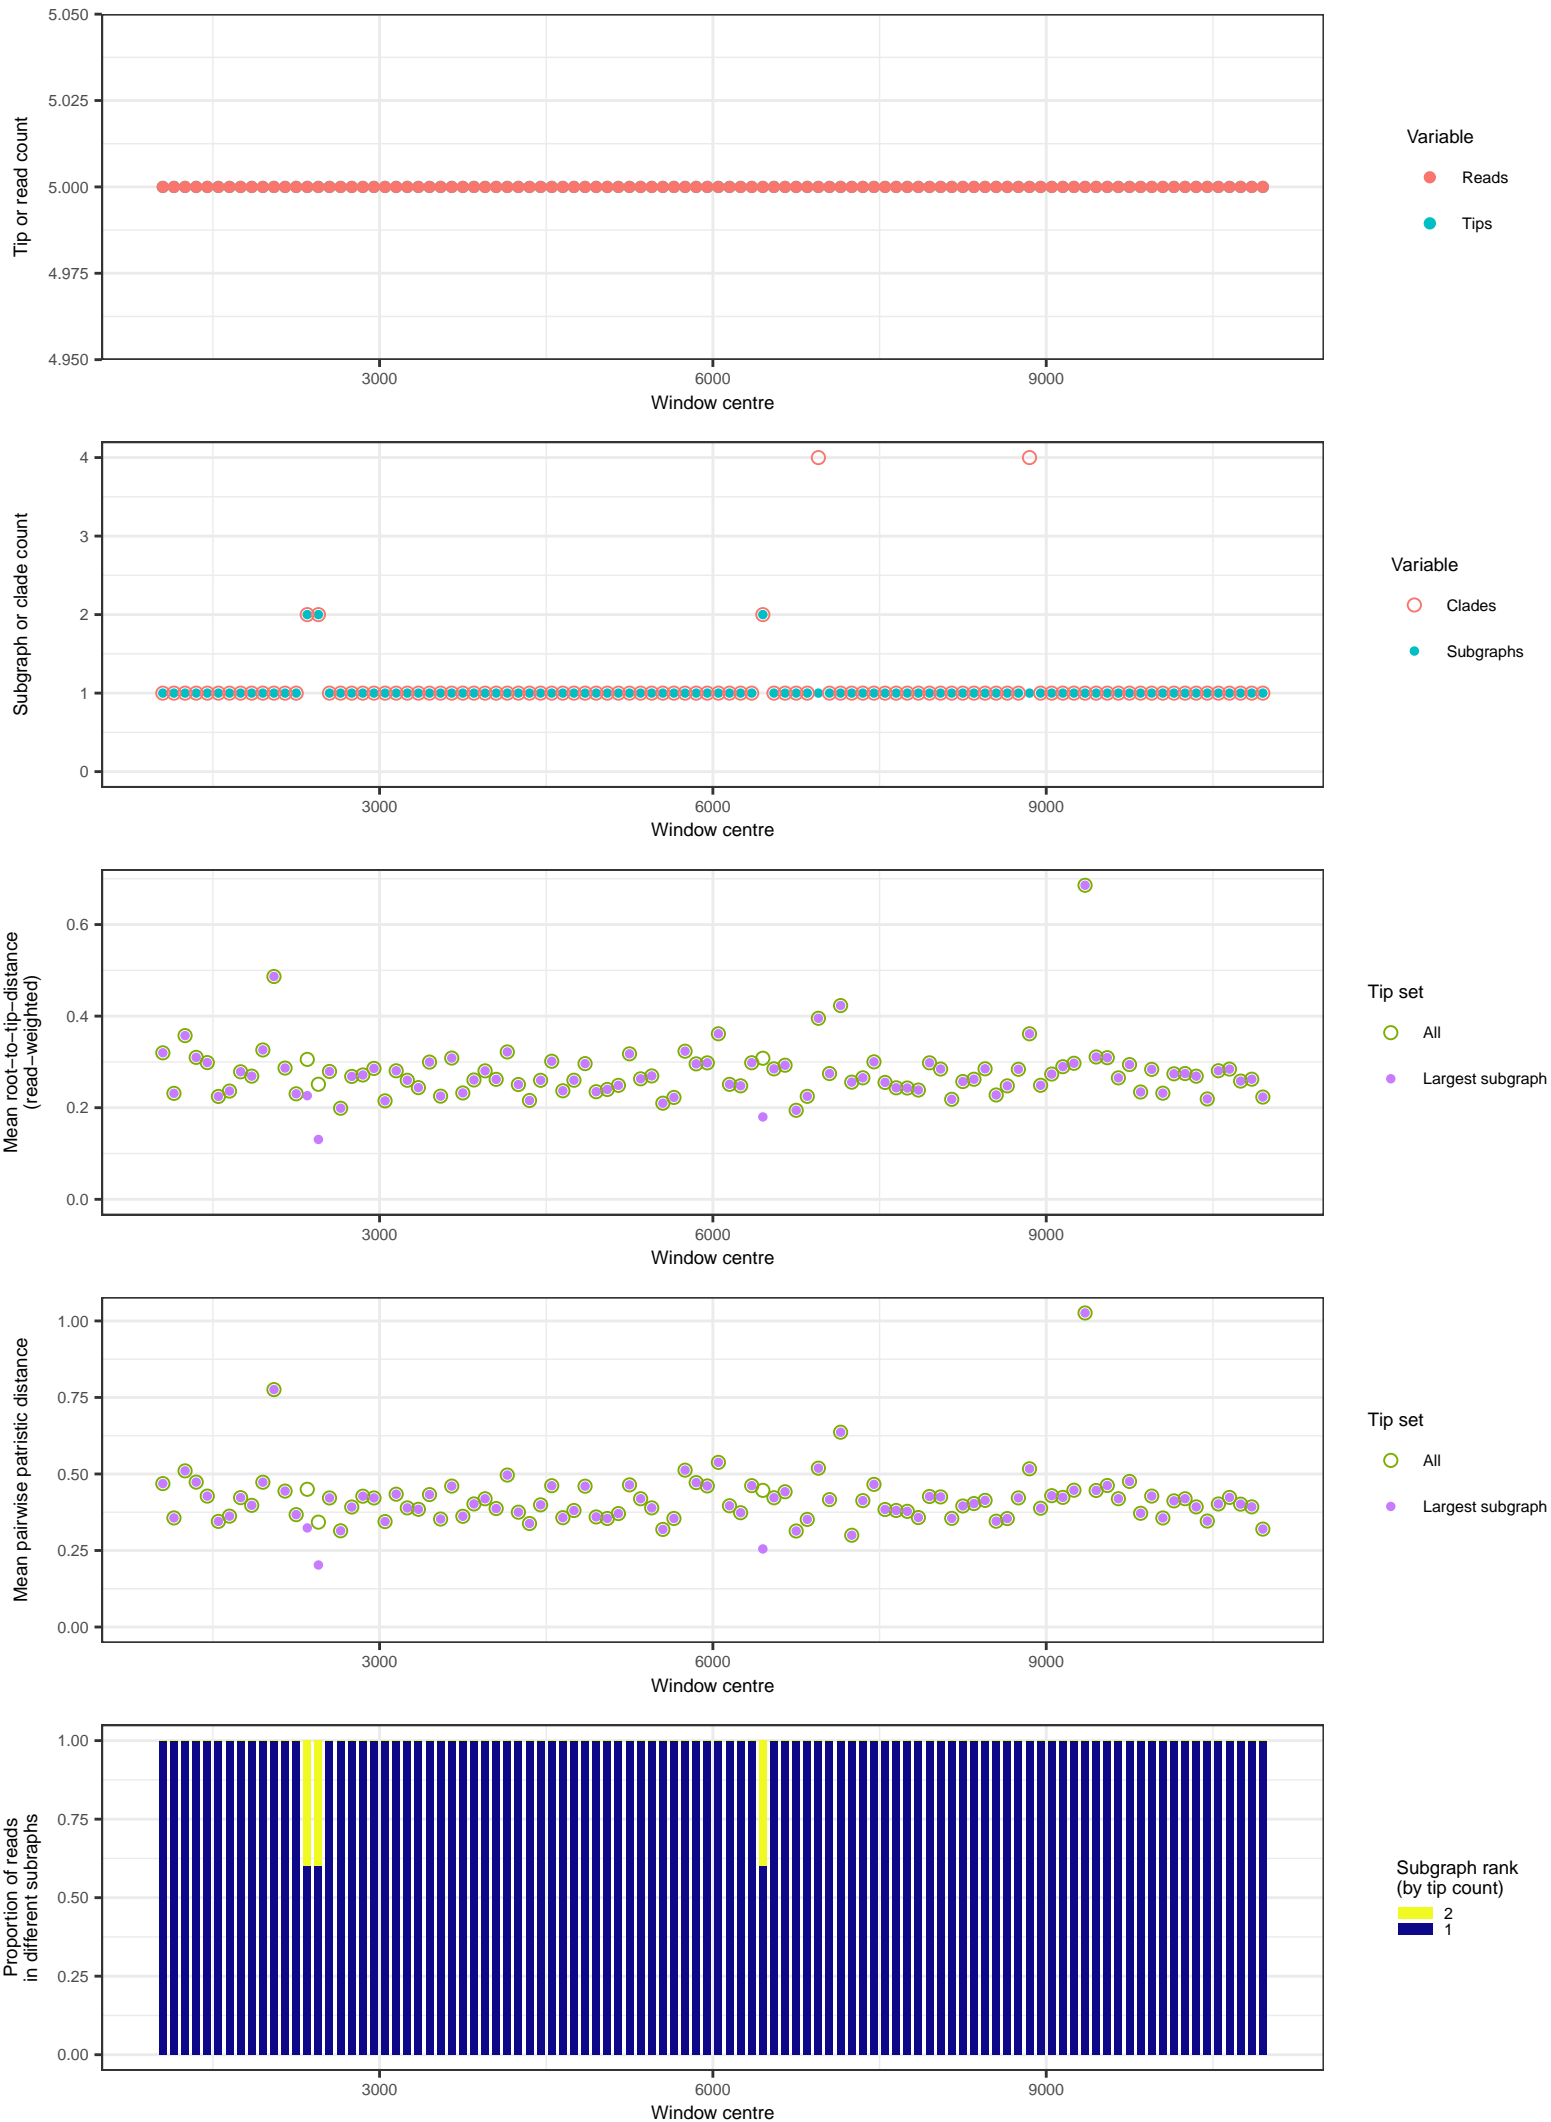 5.050
5.025
5.000
4.975
4.950
Tip or read count
3000 6000 9000
Window centre
Variable
Reads
Tips
4
3
2
1
0
Subgraph or clade count
3000 6000 9000
Window centre
Variable
Clades
Subgraphs
0.6
0.4
0.2
0.0
Mean root−to−tip−distance
(read−weighted)
3000 6000 9000
Window centre
Tip set
All
Largest subgraph
1.00
0.75
0.50
0.25
0.00
Mean pairwise patristic distance
3000 6000 9000
Window centre
Tip set
All
Largest subgraph
1.00
0.75
0.50
0.25
0.00
Proportion of reads
in different subraphs
3000 6000 9000
Window centre
Subgraph rank
(by tip count)
2
1